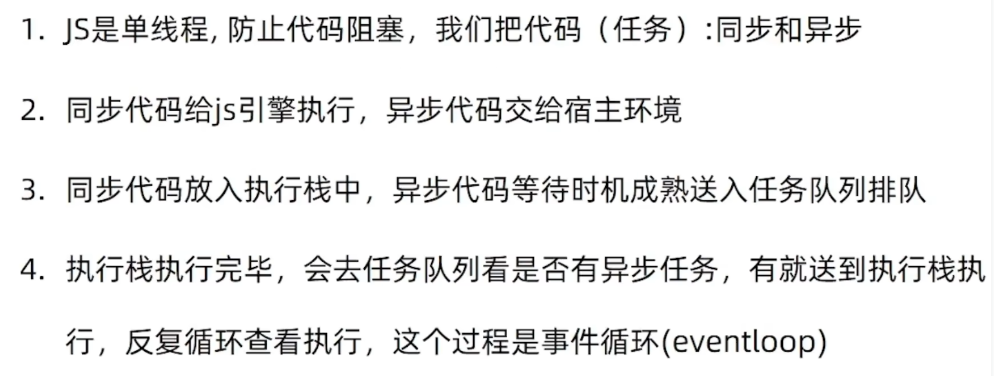 1. JS是单线程, 防止代码阻塞，我们把代码（任务）:同步和异步
2. 同步代码给js引擎执行，异步代码交给宿主环境
3. 同步代码放入执行栈中，异步代码等待时机成熟送入任务队列排队
4. 执行栈执行完毕，会去任务队列看是否有异步任务，有就送到执行栈执
行，反复循环查看执行，这个过程是事件循环(eventloop)